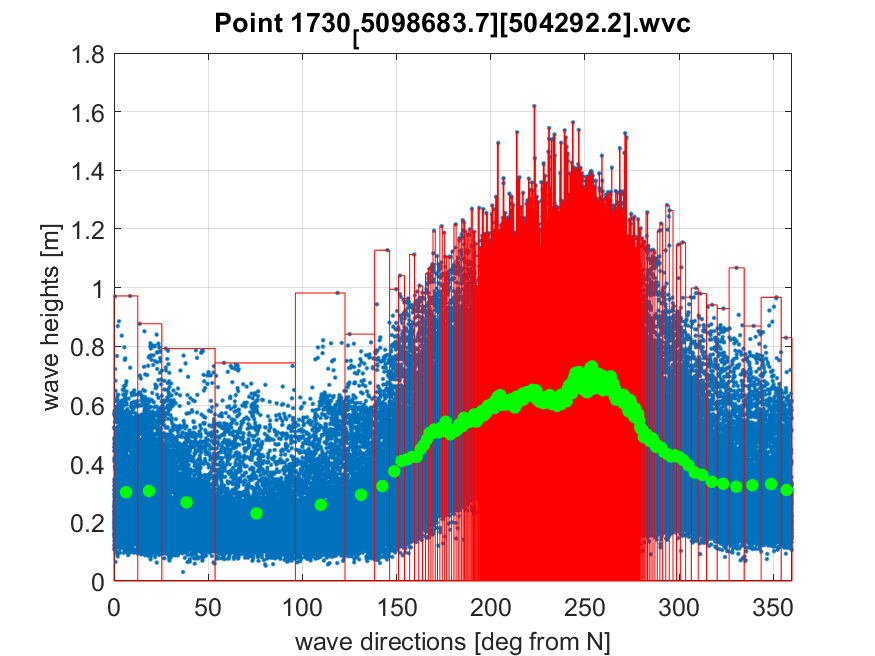 Point 1730[5098683.7][504292.2].wvc
1.8
1.6
1.4
1.2
1
0.8
0.6
0.4
0.2
0
wave heights [m]
0 50 100 150 200 250 300 350
wave directions [deg from N]